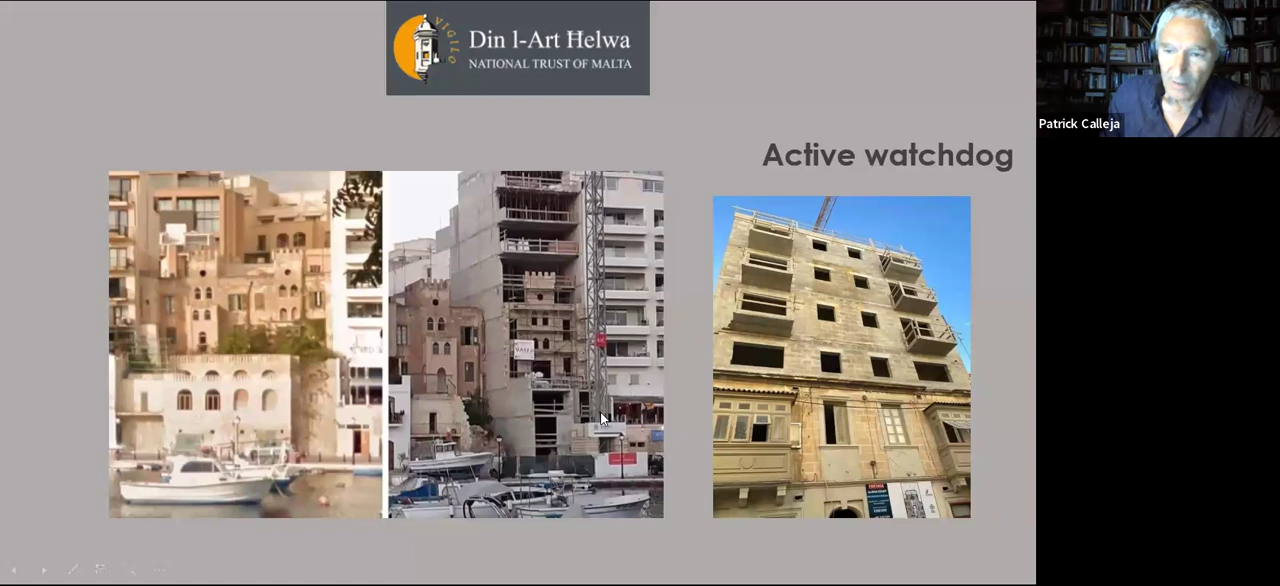 VIGILO
Din l-Art Helwa
NATIONAL TRUST OF MALTA
Active watchdog
Patrick Calleja